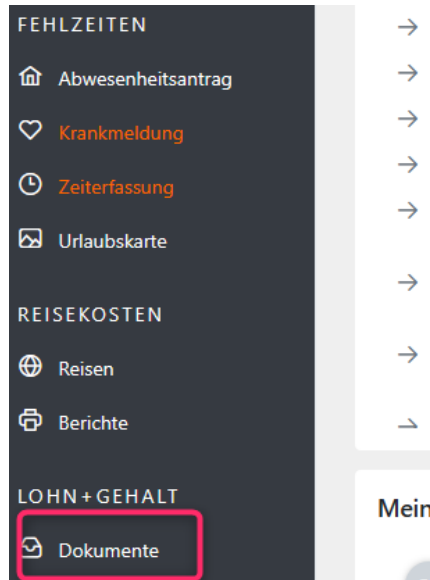 FEHLZEITEN
Abwesenheitsantrag
Krankmeldung
Zeiterfassung
Urlaubskarte
REISEKOSTEN
Reisen
Berichte
LOHN+GEHALT
Dokumente
Mein